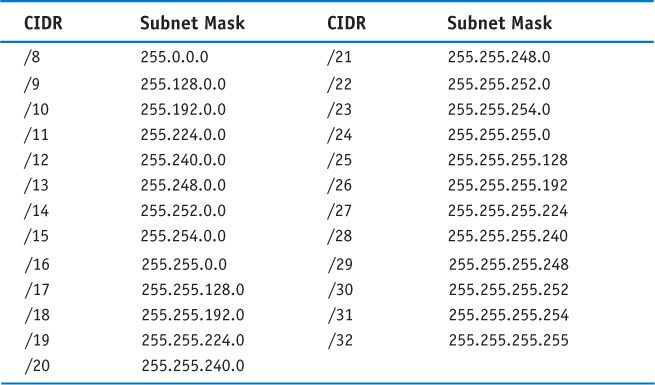 CIDR Subnet Mask CIDR Subnet Mask
/8 255.0.0.0 /21 255.255.248.0
/9 255.128.0.0 /22 255.255.252.0
/10 255.192.0.0 /23 255.255.254.0
/11 255.224.0.0 /24 255.255.255.0
/12 255.240.0.0 /25 255.255.255.128
/13 255.248.0.0 /26 255.255.255.192
/14 255.252.0.0 /27 255.255.255.224
/15 255.254.0.0 /28 255.255.255.240
/16 255.255.0.0 /29 255.255.255.248
/17 255.255.128.0 /30 255.255.255.252
/18 255.255.192.0 /31 255.255.255.254
/19 255.255.224.0 /32 255.255.255.255
/20 255.255.240.0